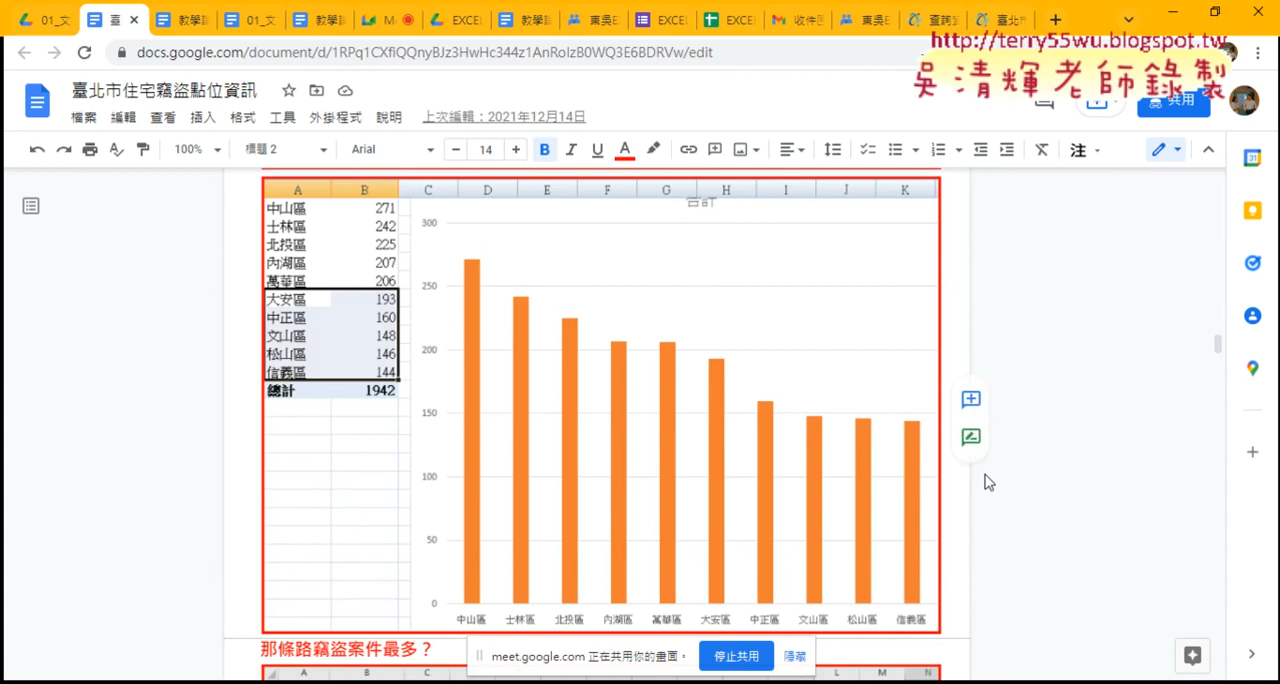 01_文
臺
教學
01_文
教學
M
EXCE
教學
東吳E
EXCE
EXCE
收件
東吳E
查詢
臺北
docs.google.com/document/d/1RPq1CXfiQQnyBJz3HwHc344z1AnRolzB0WQ3E6BDRVw/edit
http://terry55wu.blogspot.tw
吳清輝老師錄製
臺北市住宅竊盜點位資訊
共用
檔案 編輯 查看 插入 格式 工具 外掛程式 說明 上次編輯:2021年12月14日
100% 標題 2 Arial − 14 + B I U A 注
A B C D E F G H I J K
合計
中山區 271
士林區 242
北投區 225
內湖區 207
萬華區 206
大安區 193
中正區 160
文山區 148
松山區 146
信義區 144
總計 1942
300
250
200
150
100
50
0
中山區 士林區 北投區 內湖區 萬華區 大安區 中正區 文山區 松山區 信義區
那條路竊盜案件最多？
meet.google.com 正在共用你的畫面。 停止共用 隱藏
A B C L M N